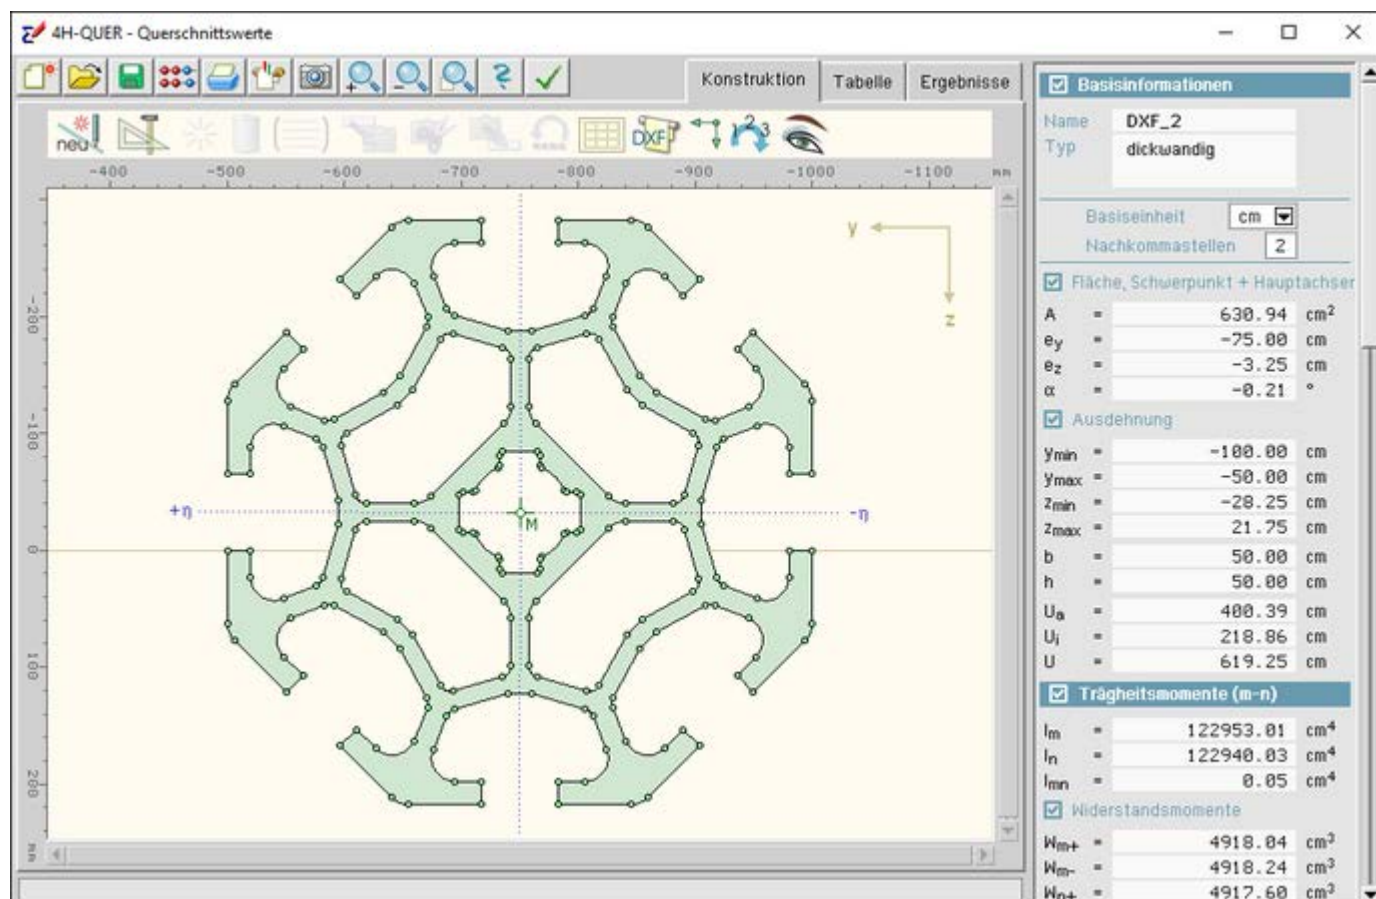 4H-QUER - Querschnittswerte
Konstruktion
Tabelle
Ergebnisse
neu
DXF
1 2 3
-400 -500 -600 -700 -800 -900 -1000 -1100 mm
-200
-100
0
100
200
mm
y
z
+η
-η
M
Basisinformationen
Name DXF_2
Typ dickwandig
Basiseinheit cm
Nachkommastellen 2
Fläche, Schwerpunkt + Hauptachser
A = 630.94 cm²
ey = -75.00 cm
ez = -3.25 cm
α = -0.21 °
Ausdehnung
ymin = -100.00 cm
ymax = -50.00 cm
zmin = -28.25 cm
zmax = 21.75 cm
b = 50.00 cm
h = 50.00 cm
Ua = 400.39 cm
Ui = 218.86 cm
U = 619.25 cm
Trägheitsmomente (m-n)
Im = 122953.01 cm⁴
In = 122940.03 cm⁴
Imn = 0.05 cm⁴
Widerstandsmomente
Wm+ = 4918.04 cm³
Wm- = 4918.24 cm³
Wn+ = 4917.60 cm³